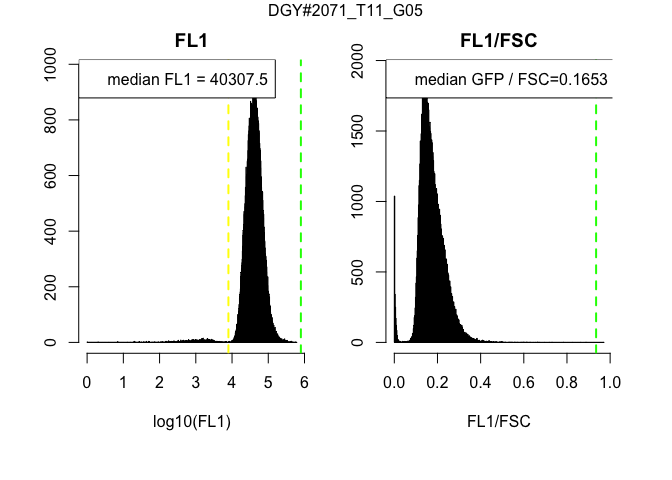 DGY#2071_T11_G05
FL1
median FL1 = 40307.5
0
200
400
600
800
1000
0 1 2 3 4 5 6
log10(FL1)
FL1/FSC
median GFP / FSC=0.1653
0
500
1000
1500
2000
0.0 0.2 0.4 0.6 0.8 1.0
FL1/FSC